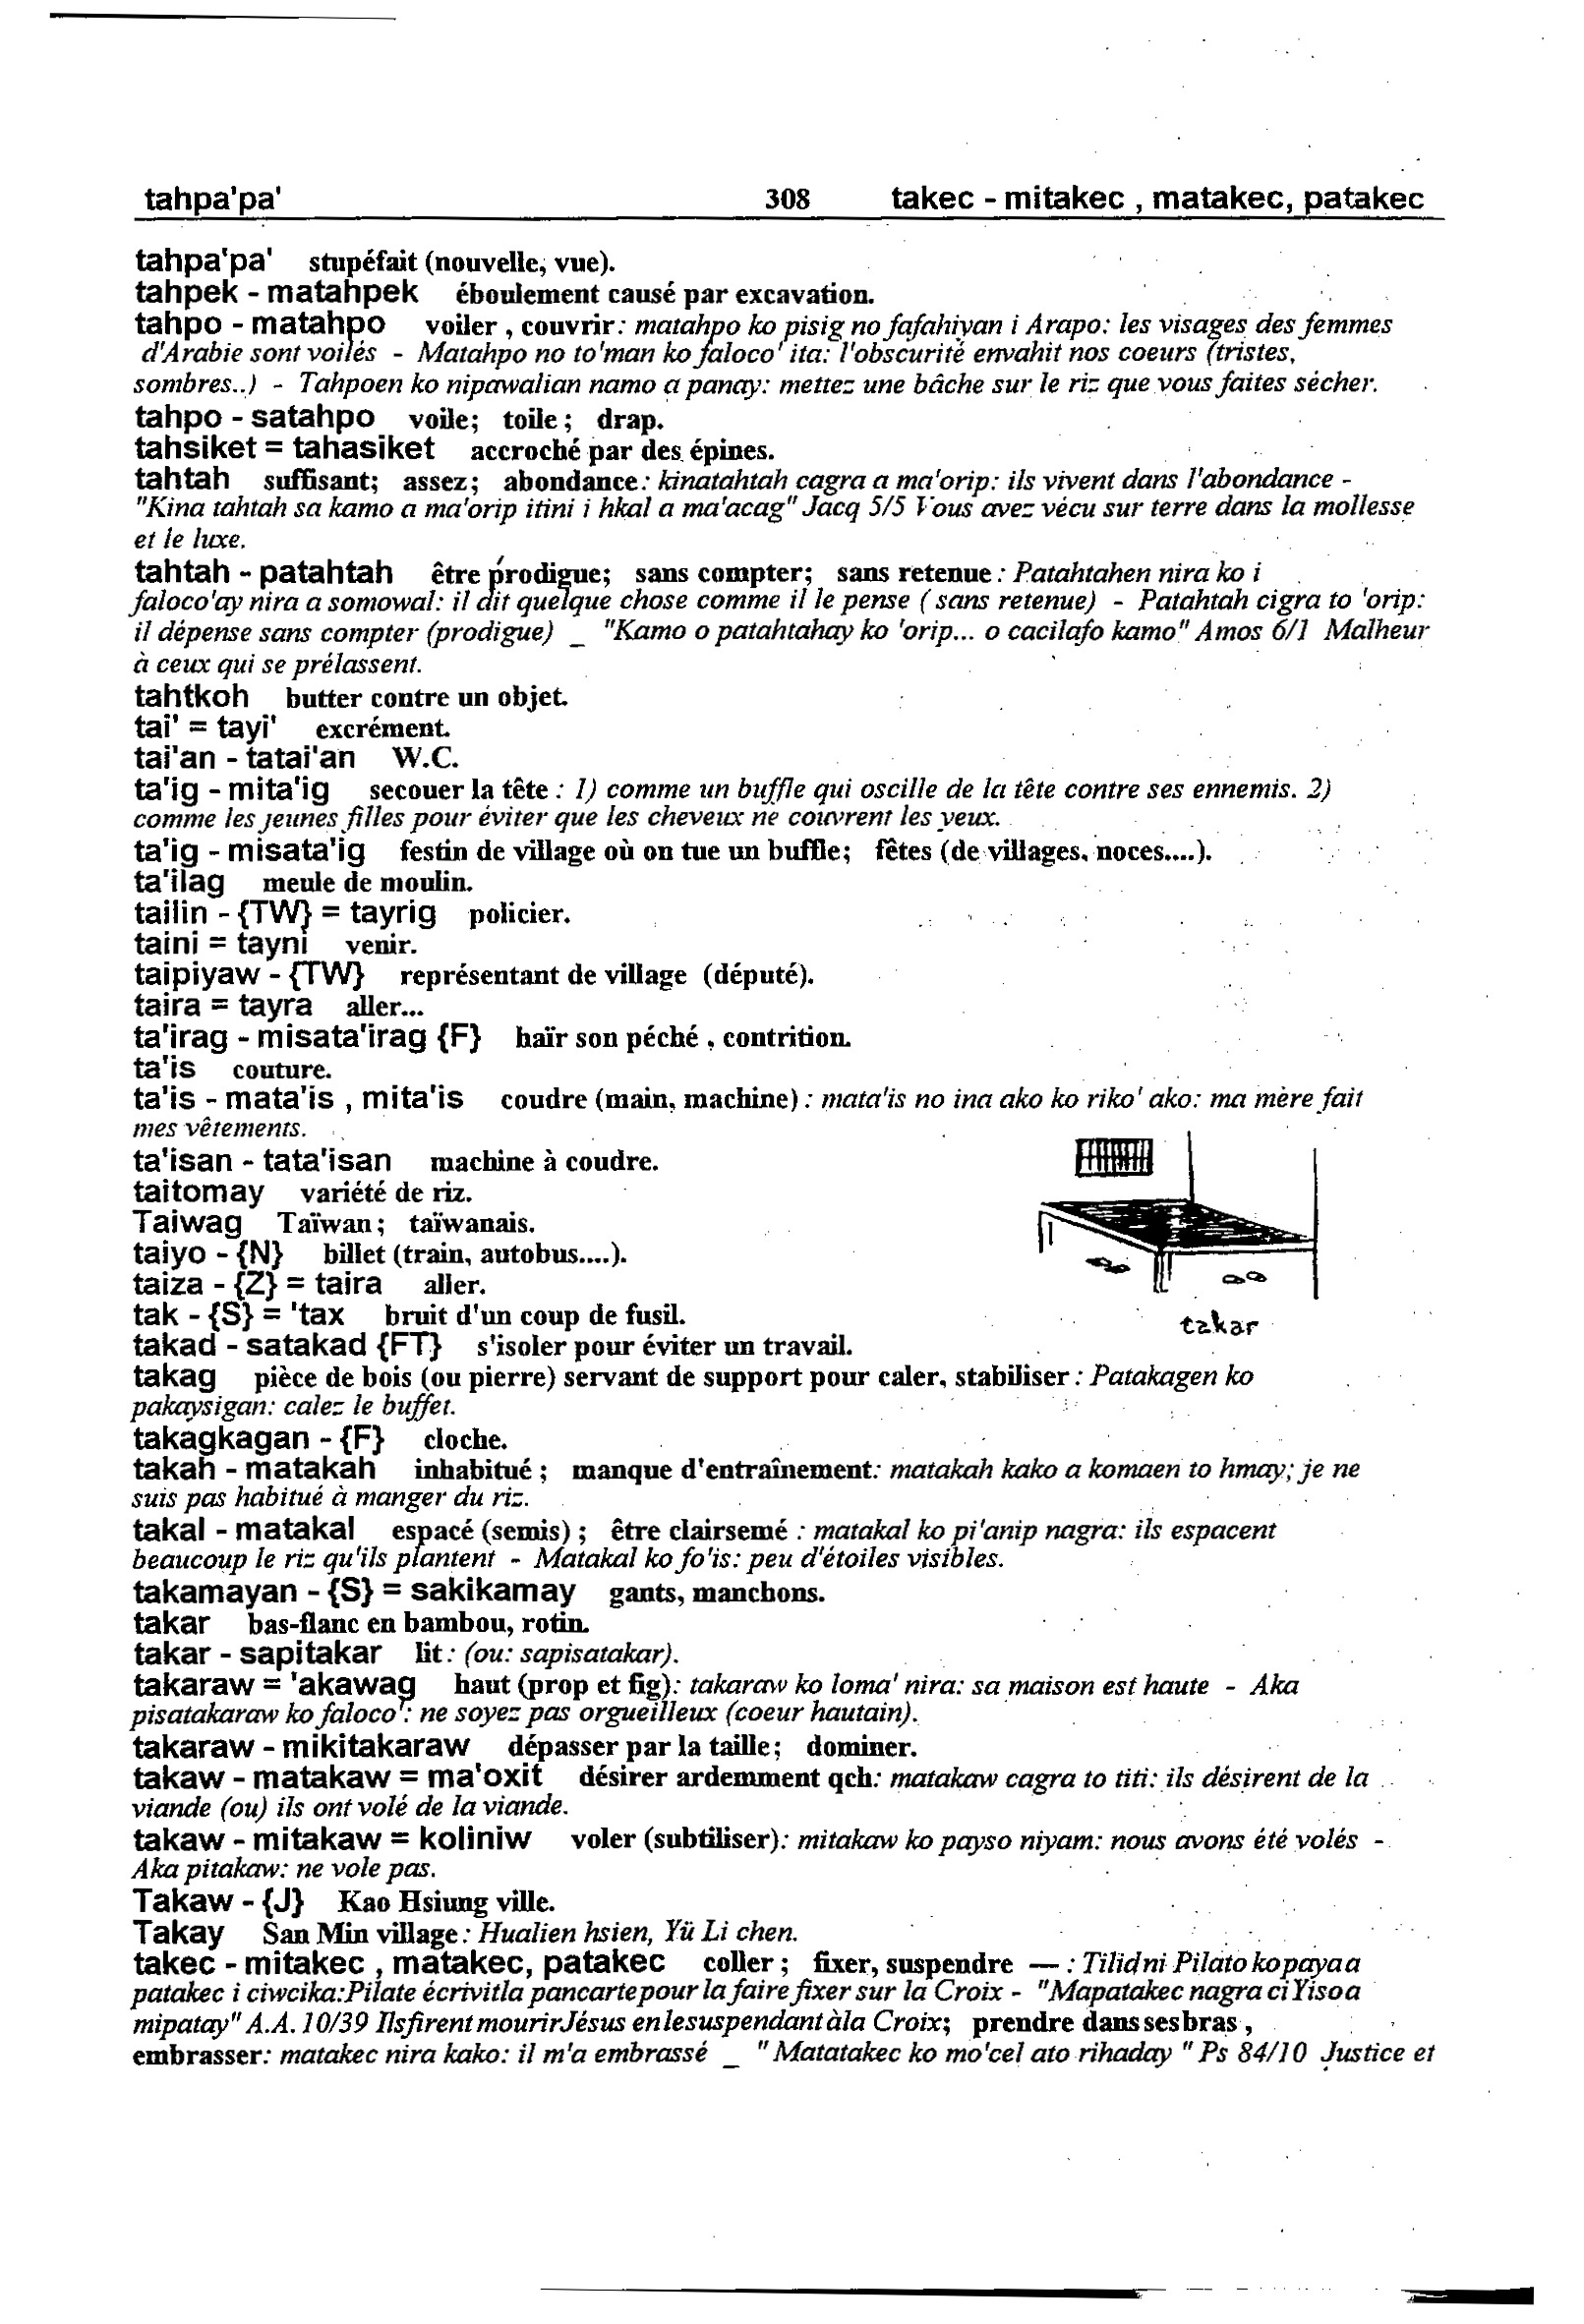 tahpa'pa' 308 takec - mitakec , matakec, patakec
tahpa'pa' stupéfait (nouvelle, vue).
tahpek - matahpek éboulement causé par excavation.
tahpo - matahpo voiler , couvrir: matahpo ko pisig no fafahiyan i Arapo: les visages des femmes
d'Arabie sont voilés - Matahpo no to'man ko faloco' ita: l'obscurité envahit nos coeurs (tristes,
sombres..) - Tahpoen ko nipawalian namo a panay: mettez une bâche sur le riz que vous faites sécher.
tahpo - satahpo voile; toile ; drap.
tahsiket = tahasiket accroché par des épines.
tahtah suffisant; assez ; abondance: kinatahtah cagra a ma'orip: ils vivent dans l'abondance -
"Kina tahtah sa kamo a ma'orip itini i hkal a ma'acag" Jacq 5/5 Vous avez vécu sur terre dans la mollesse
et le luxe.
tahtah - patahtah être prodigue; sans compter; sans retenue : Patahtahen nira ko i
faloco'ay nira a somowal: il dit quelque chose comme il le pense ( sans retenue) - Patahtah cigra to 'orip:
il dépense sans compter (prodigue) _ "Kamo o patahtahay ko 'orip... o cacilafo kamo" Amos 6/1 Malheur
à ceux qui se prélassent.
tahtkoh butter contre un objet.
tai' = tayi' excrément.
tai'an - tatai'an W.C.
ta'ig - mita'ig secouer la tête : 1) comme un buffle qui oscille de la tête contre ses ennemis. 2)
comme les jeunes filles pour éviter que les cheveux ne couvrent les yeux.
ta'ig - misata'ig festin de village où on tue un buffle; fêtes (de villages, noces....).
ta'ilag meule de moulin.
tailin - {TW} = tayrig policier.
taini = tayni venir.
taipiyaw - {TW} représentant de village (député).
taira = tayra aller...
ta'irag - misata'irag {F} haïr son péché , contrition.
ta'is couture.
ta'is - mata'is , mita'is coudre (main, machine) : mata'is no ina ako ko riko' ako: ma mère fait
mes vêtements.
ta'isan - tata'isan machine à coudre.
taitomay variété de riz.
Taiwag Taïwan ; taïwanais.
taiyo - {N} billet (train, autobus....).
taiza - {Z} = taira aller.
tak - {S} = 'tax bruit d'un coup de fusil.
takar
takad - satakad {FT} s'isoler pour éviter un travail.
takag pièce de bois (ou pierre) servant de support pour caler, stabiliser : Patakagen ko
pakaysigan: calez le buffet.
takagkagan - {F} cloche.
takah - matakah inhabitué ; manque d'entraînement: matakah kako a komaen to hmay; je ne
suis pas habitué à manger du riz.
takal - matakal espacé (semis) ; être clairsemé : matakal ko pi'anip nagra: ils espacent
beaucoup le riz qu'ils plantent - Matakal ko fo'is: peu d'étoiles visibles.
takamayan - {S} = sakikamay gants, manchons.
takar bas-flanc en bambou, rotin.
takar - sapitakar lit : (ou: sapisatakar).
takaraw = 'akawag haut (prop et fig): takaraw ko loma' nira: sa maison est haute - Aka
pisatakaraw ko faloco': ne soyez pas orgueilleux (coeur hautain).
takaraw - mikitakaraw dépasser par la taille; dominer.
takaw - matakaw = ma'oxit désirer ardemment qch: matakaw cagra to titi: ils désirent de la
viande (ou) ils ont volé de la viande.
takaw - mitakaw = koliniw voler (subtiliser): mitakaw ko payso niyam: nous avons été volés -
Aka pitakaw: ne vole pas.
Takaw - {J} Kao Hsiung ville.
Takay San Min village : Hualien hsien, Yü Li chen.
takec - mitakec , matakec, patakec coller ; fixer, suspendre — : Tilid ni Pilato ko paya a
patakec i ciwcika:Pilate écrivit la pancarte pour la faire fixer sur la Croix - "Mapatakec nagra ci Yiso a
mipatay" A.A. 10/39 Ils firent mourir Jésus en le suspendant à la Croix; prendre dans ses bras ,
embrasser: matakec nira kako: il m'a embrassé _ "Matatakec ko mo'cel ato rihaday " Ps 84/10 Justice et